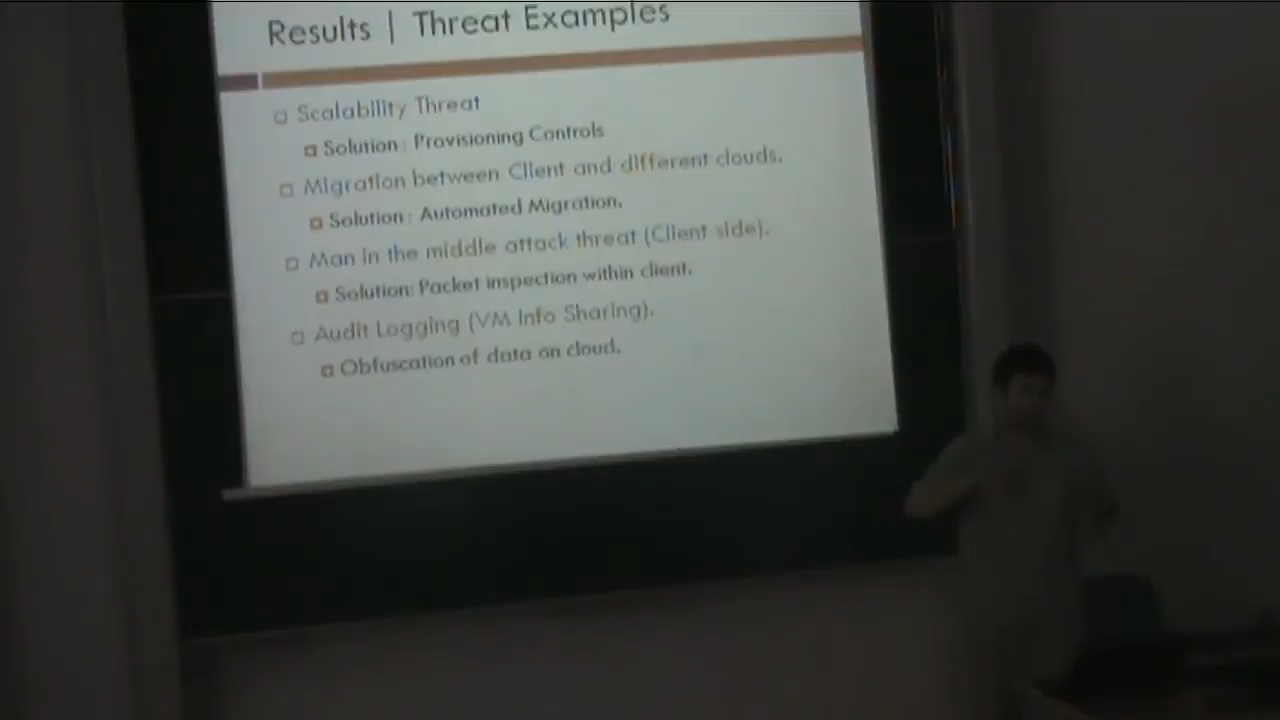 Results | Threat Examples
Scalability Threat
Solution : Provisioning Controls
Migration between Client and different clouds.
Solution : Automated Migration.
Man in the middle attack threat (Client side).
Solution: Packet inspection within client.
Audit Logging (VM Info Sharing).
Obfuscation of data on cloud.